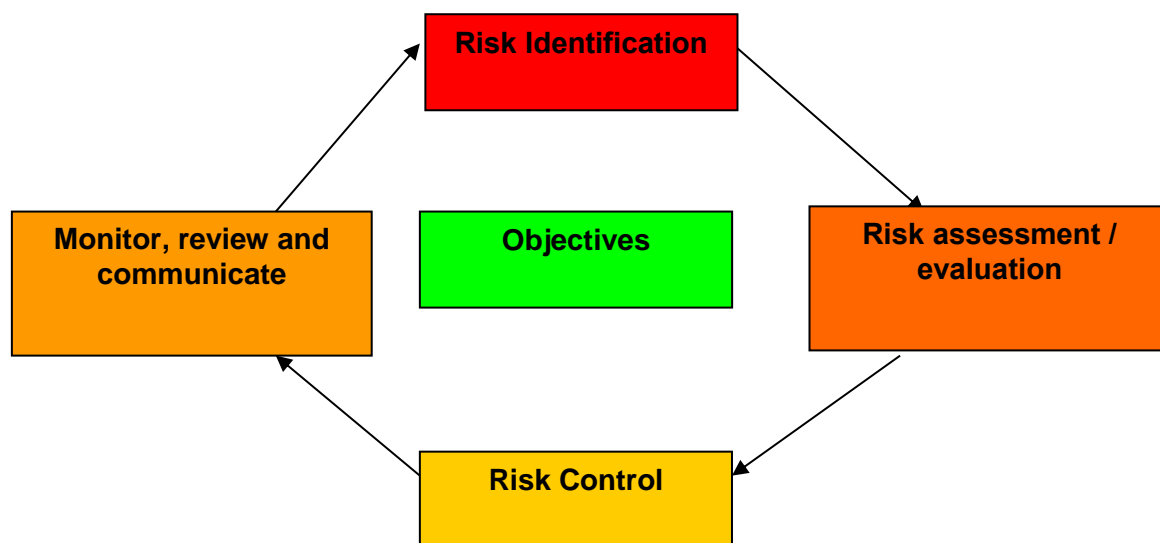 Risk Identification
Monitor, review and
communicate
Objectives
Risk assessment /
evaluation
Risk Control